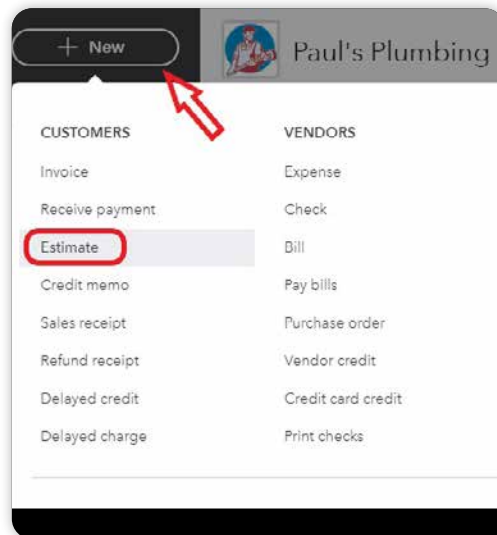 + New
Paul's Plumbing
CUSTOMERS
Invoice
Receive payment
Estimate
Credit memo
Sales receipt
Refund receipt
Delayed credit
Delayed charge
VENDORS
Expense
Check
Bill
Pay bills
Purchase order
Vendor credit
Credit card credit
Print checks